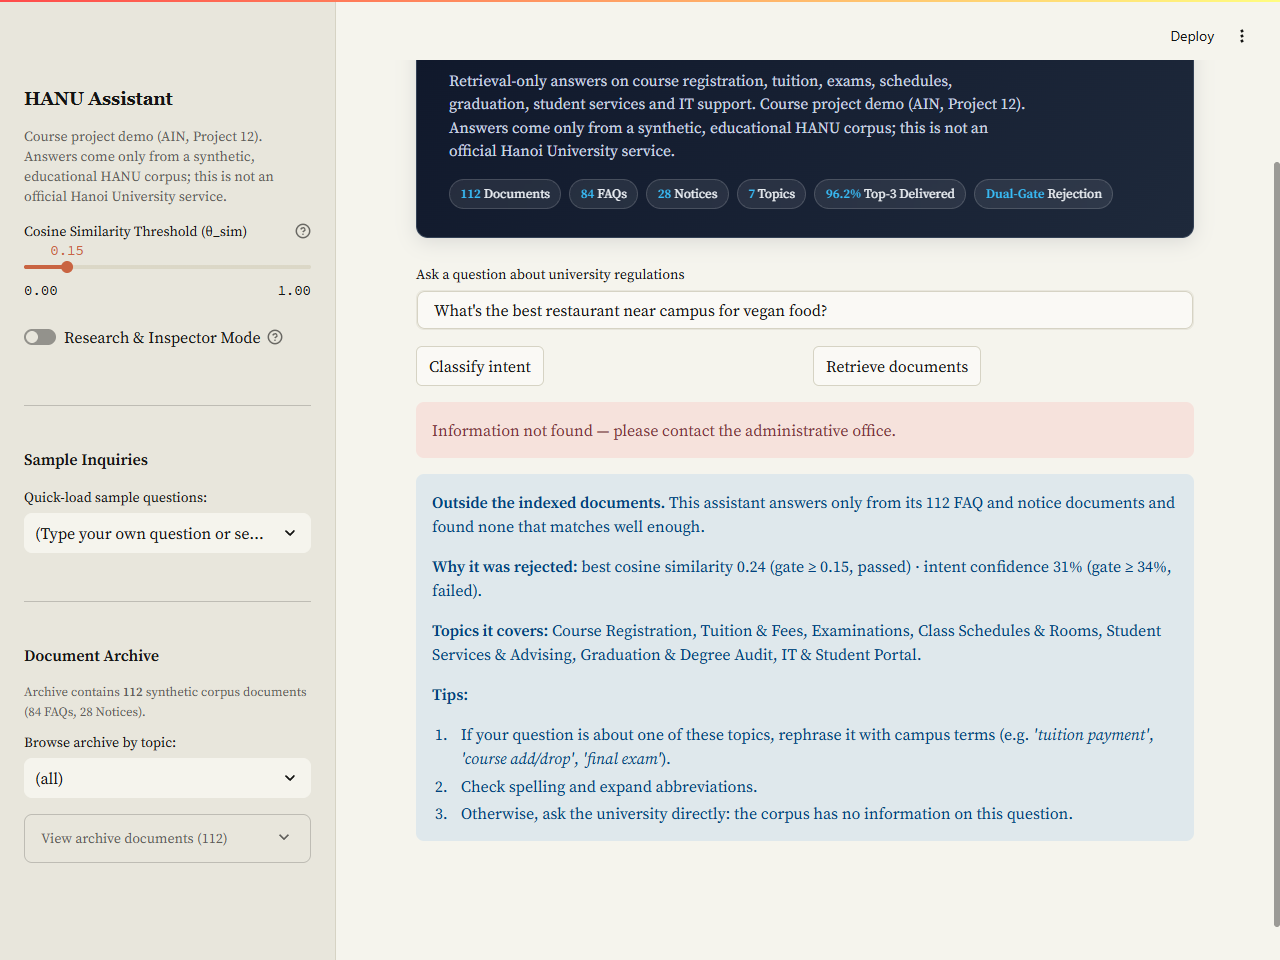 Deploy
HANU Assistant
Course project demo (AIN, Project 12).
Answers come only from a synthetic,
educational HANU corpus; this is not an
official Hanoi University service.
Cosine Similarity Threshold (θ_sim)
0.15
0.00 1.00
Research & Inspector Mode
Sample Inquiries
Quick-load sample questions:
(Type your own question or se...
Document Archive
Archive contains 112 synthetic corpus documents
(84 FAQs, 28 Notices).
Browse archive by topic:
(all)
View archive documents (112)
Retrieval-only answers on course registration, tuition, exams, schedules,
graduation, student services and IT support. Course project demo (AIN, Project 12).
Answers come only from a synthetic, educational HANU corpus; this is not an
official Hanoi University service.
112 Documents 84 FAQs 28 Notices 7 Topics 96.2% Top-3 Delivered Dual-Gate Rejection
Ask a question about university regulations
What's the best restaurant near campus for vegan food?
Classify intent Retrieve documents
Information not found — please contact the administrative office.
Outside the indexed documents. This assistant answers only from its 112 FAQ and notice documents and
found none that matches well enough.
Why it was rejected: best cosine similarity 0.24 (gate ≥ 0.15, passed) · intent confidence 31% (gate ≥ 34%,
failed).
Topics it covers: Course Registration, Tuition & Fees, Examinations, Class Schedules & Rooms, Student
Services & Advising, Graduation & Degree Audit, IT & Student Portal.
Tips:
1. If your question is about one of these topics, rephrase it with campus terms (e.g. 'tuition payment',
'course add/drop', 'final exam').
2. Check spelling and expand abbreviations.
3. Otherwise, ask the university directly: the corpus has no information on this question.